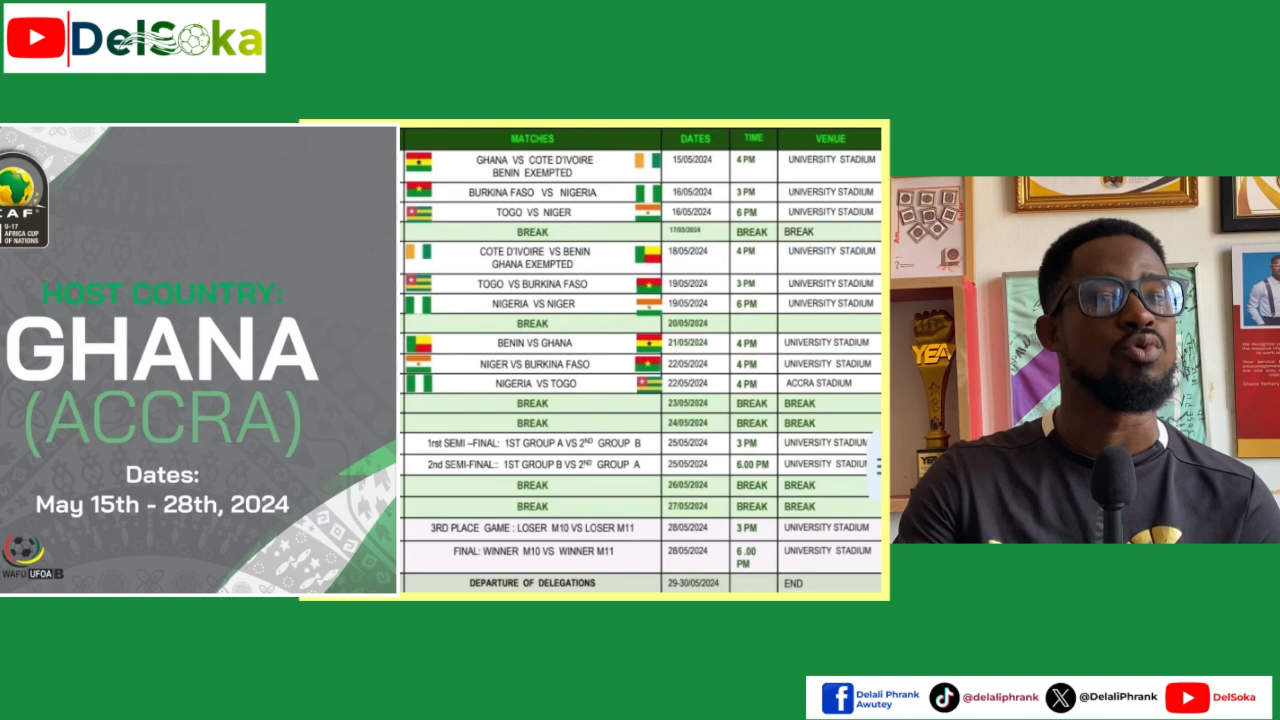 DelSoka
CAF
U-17
AFRICA CUP
OF NATIONS
HOST COUNTRY:
GHANA
(ACCRA)
Dates:
May 15th - 28th, 2024
WAFU UFOA B
MATCHES DATES TIME VENUE
GHANA VS COTE D'IVOIRE 15/05/2024 4 PM UNIVERSITY STADIUM
BENIN EXEMPTED
BURKINA FASO VS NIGERIA 16/05/2024 3 PM UNIVERSITY STADIUM
TOGO VS NIGER 16/05/2024 6 PM UNIVERSITY STADIUM
BREAK 17/05/2024 BREAK BREAK
COTE D'IVOIRE VS BENIN 18/05/2024 4 PM UNIVERSITY STADIUM
GHANA EXEMPTED
TOGO VS BURKINA FASO 19/05/2024 3 PM UNIVERSITY STADIUM
NIGERIA VS NIGER 19/05/2024 6 PM UNIVERSITY STADIUM
BREAK 20/05/2024
BENIN VS GHANA 21/05/2024 4 PM UNIVERSITY STADIUM
NIGER VS BURKINA FASO 22/05/2024 4 PM UNIVERSITY STADIUM
NIGERIA VS TOGO 22/05/2024 4 PM ACCRA STADIUM
BREAK 23/05/2024 BREAK BREAK
BREAK 24/05/2024 BREAK BREAK
1rst SEMI –FINAL: 1ST GROUP A VS 2ND GROUP B 25/05/2024 3 PM UNIVERSITY STADIUM
2nd SEMI-FINAL:: 1ST GROUP B VS 2ND GROUP A 25/05/2024 6.00 PM UNIVERSITY STADIUM
BREAK 26/05/2024 BREAK BREAK
BREAK 27/05/2024 BREAK BREAK
3RD PLACE GAME : LOSER M10 VS LOSER M11 28/05/2024 3 PM UNIVERSITY STADIUM
FINAL: WINNER M10 VS WINNER M11 28/05/2024 6 .00 UNIVERSITY STADIUM
PM
DEPARTURE OF DELEGATIONS 29-30/05/2024 END
YEA
Delali Phrank
Awutey
@delaliphrank
@DelaliPhrank
DelSoka